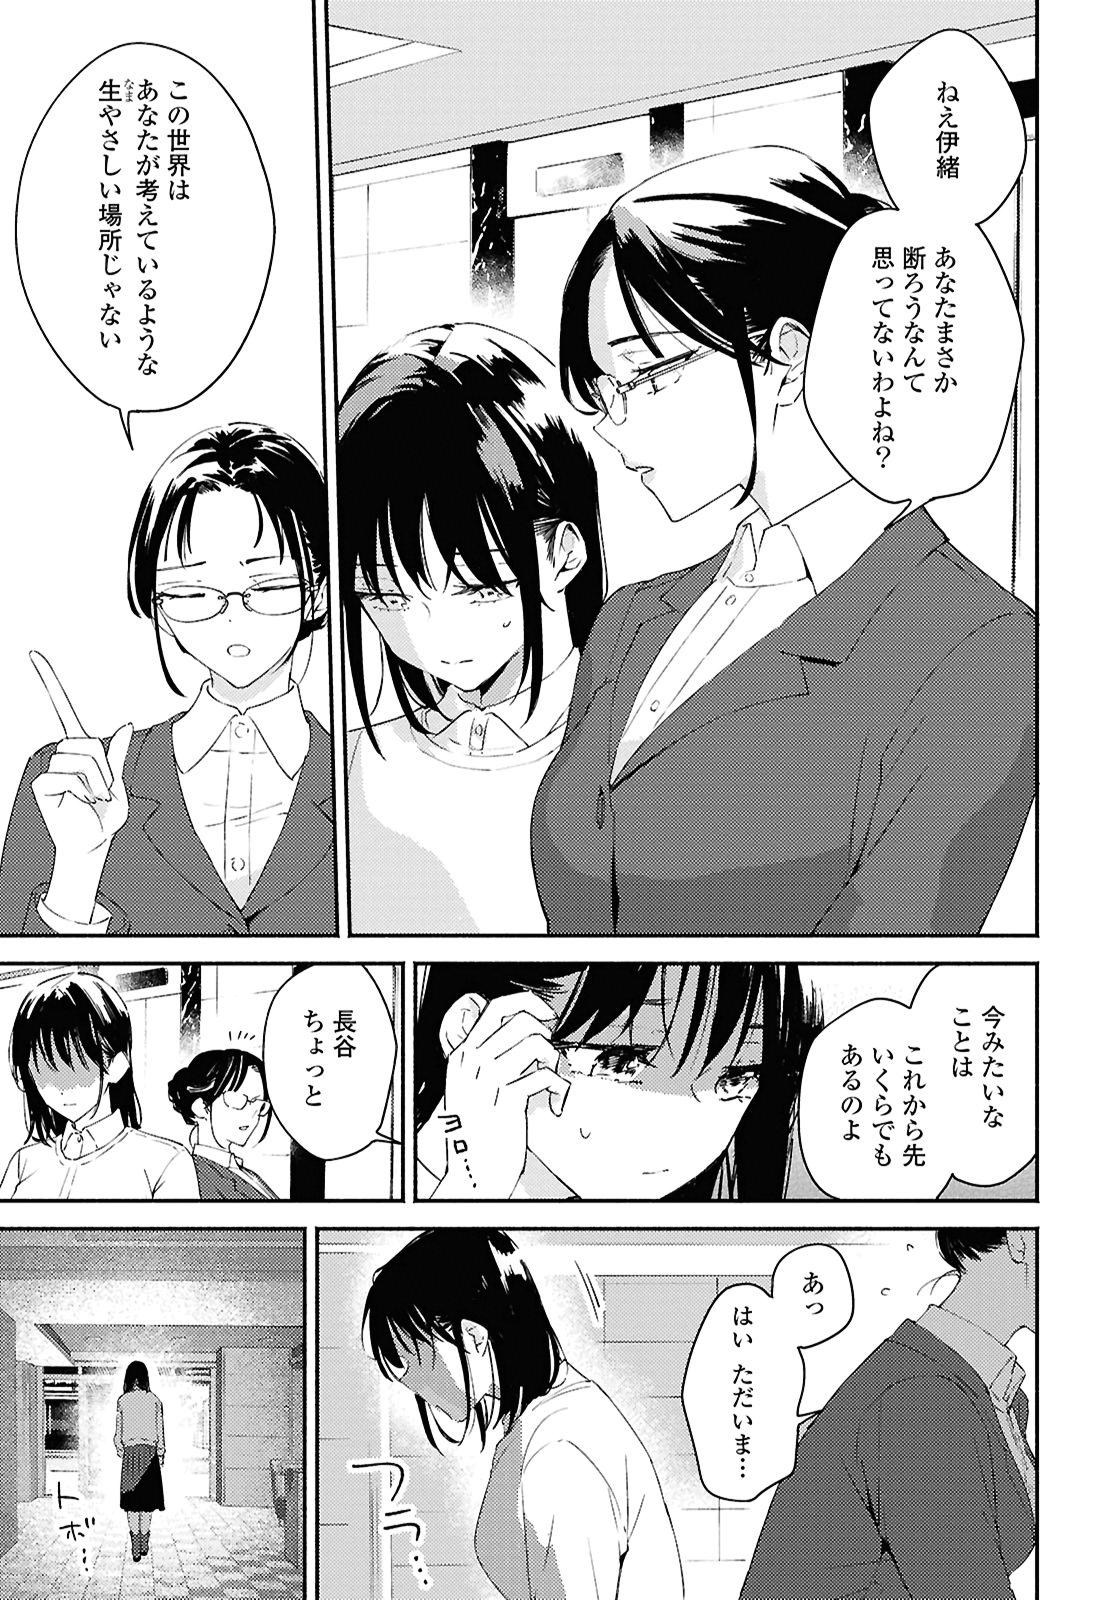 ねえ伊緒
あなたまさか
断ろうなんて
思ってないわよね？
この世界は
あなたが考えているような
生やさしい場所じゃない
なま
今みたいな
ことは
これから先
いくらでも
あるのよ
ヨロ…
長谷
ちょっと
あっ
はい ただいま…
フラ…
トボ…